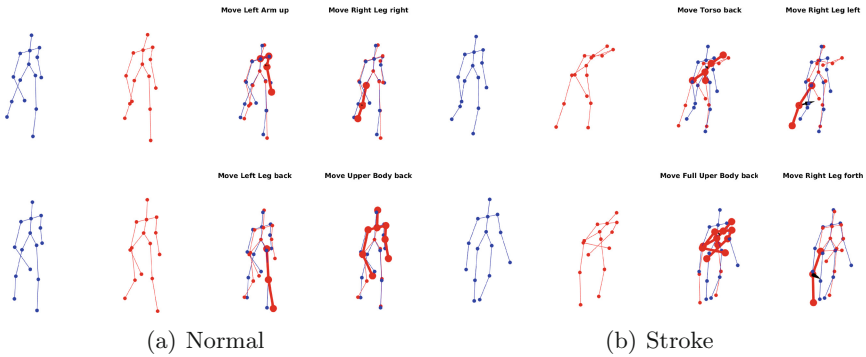 Move Left Arm up
Move Right Leg right
Move Torso back
Move Right Leg left
Move Left Leg back
Move Upper Body back
Move Full Uper Body back
Move Right Leg forth
(a) Normal
(b) Stroke